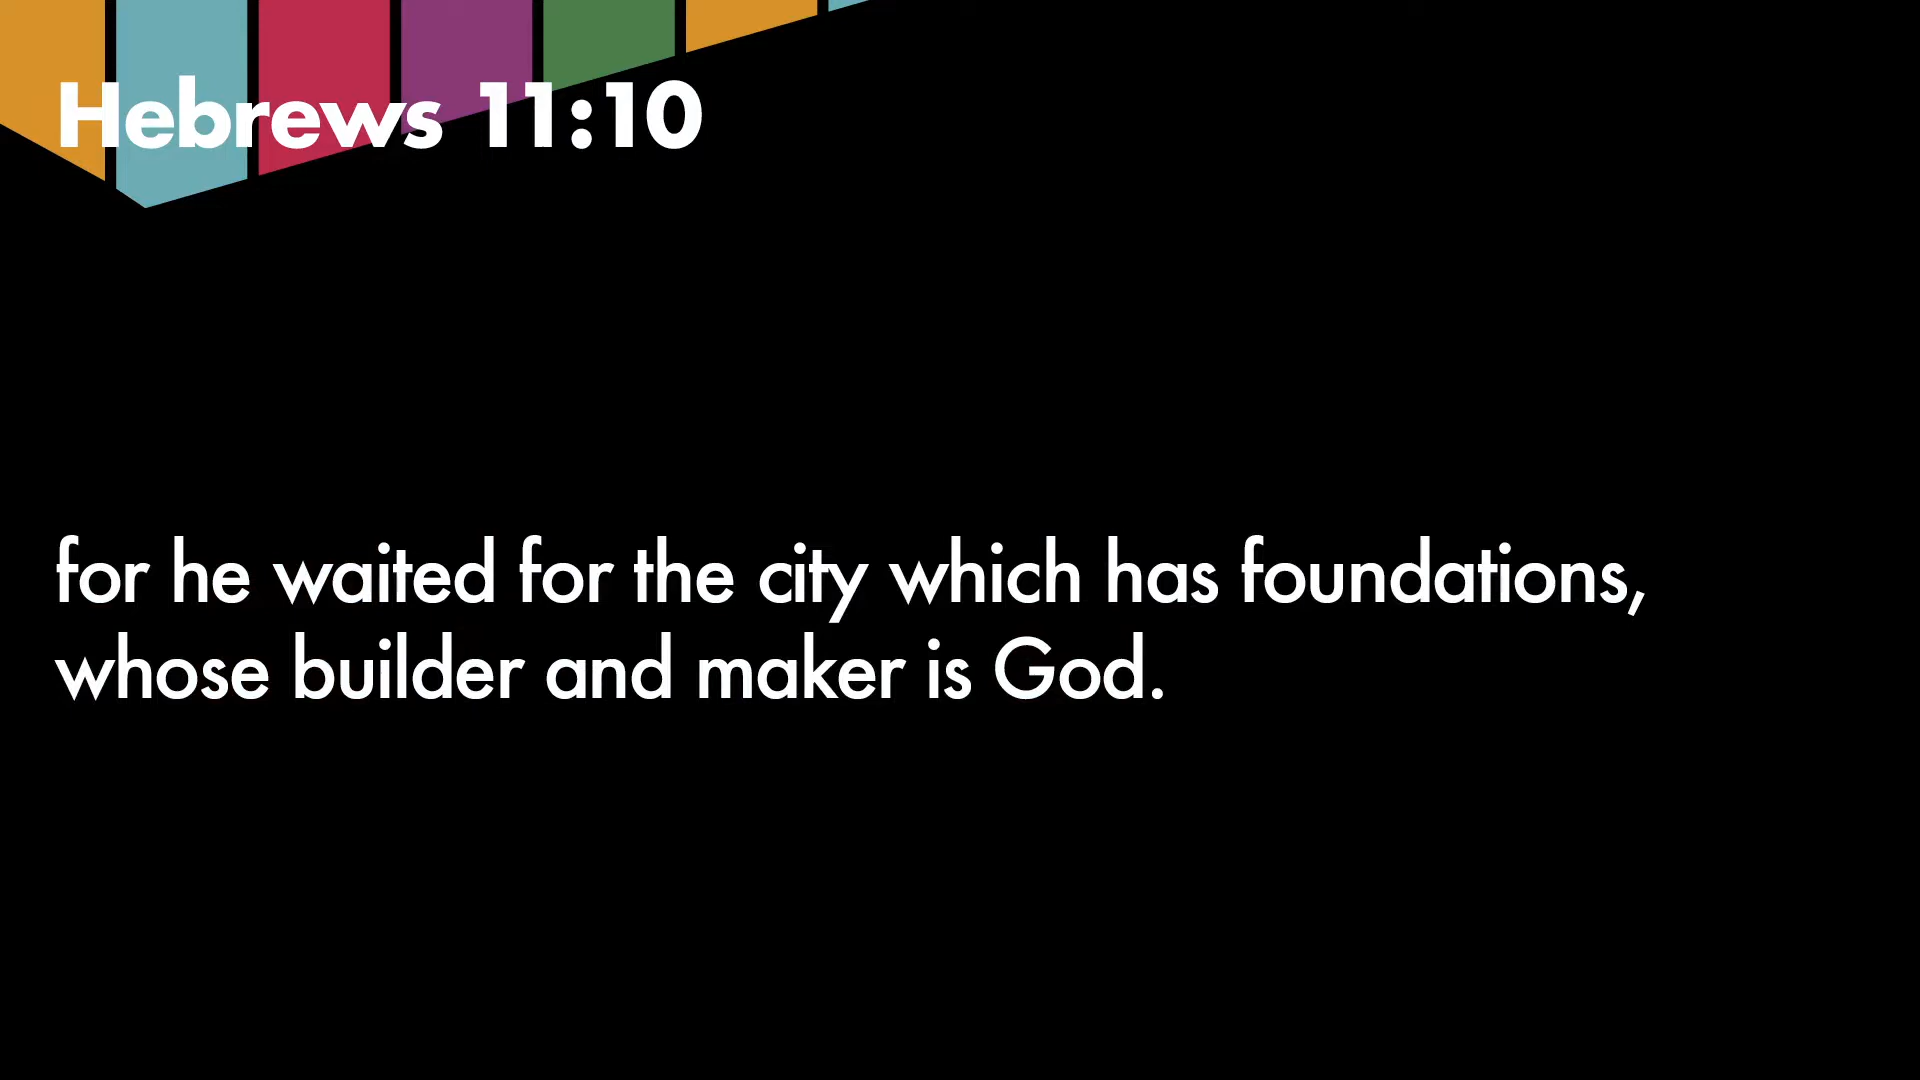 Hebrews 11:10
for he waited for the city which has foundations,
whose builder and maker is God.